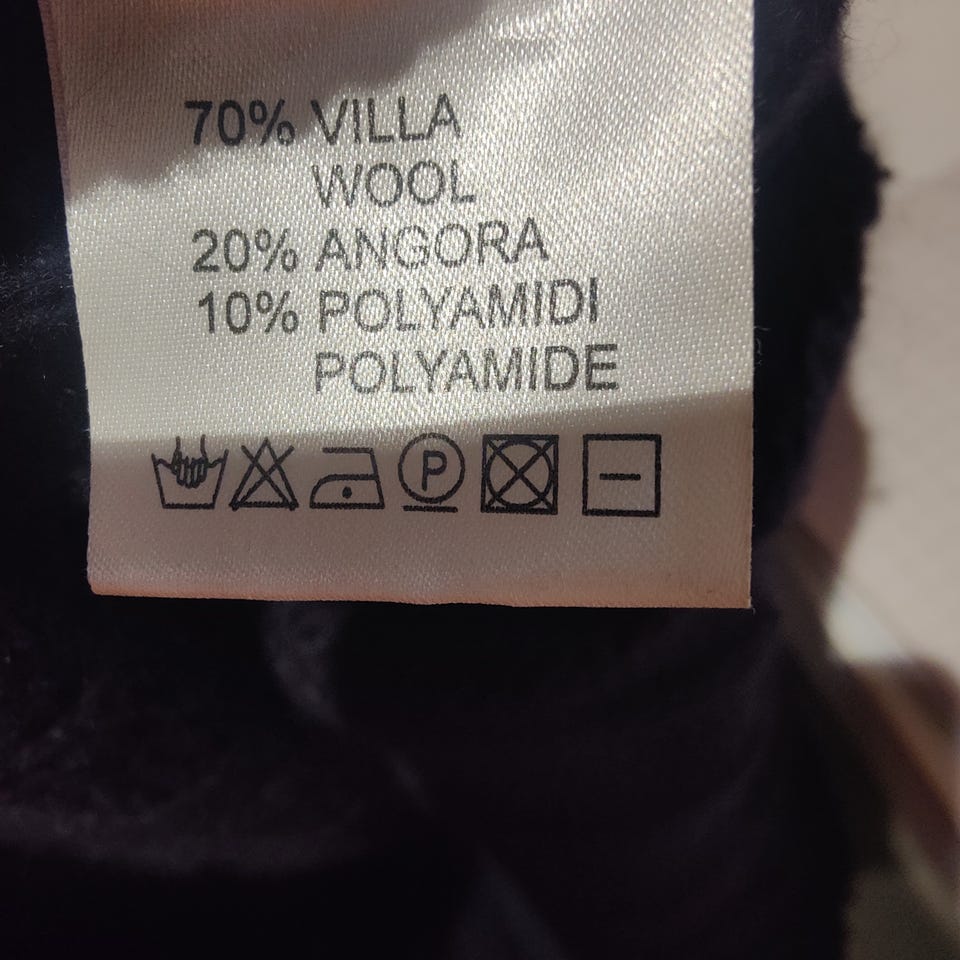 70% VILLA
WOOL
20% ANGORA
10% POLYAMIDI
POLYAMIDE
P